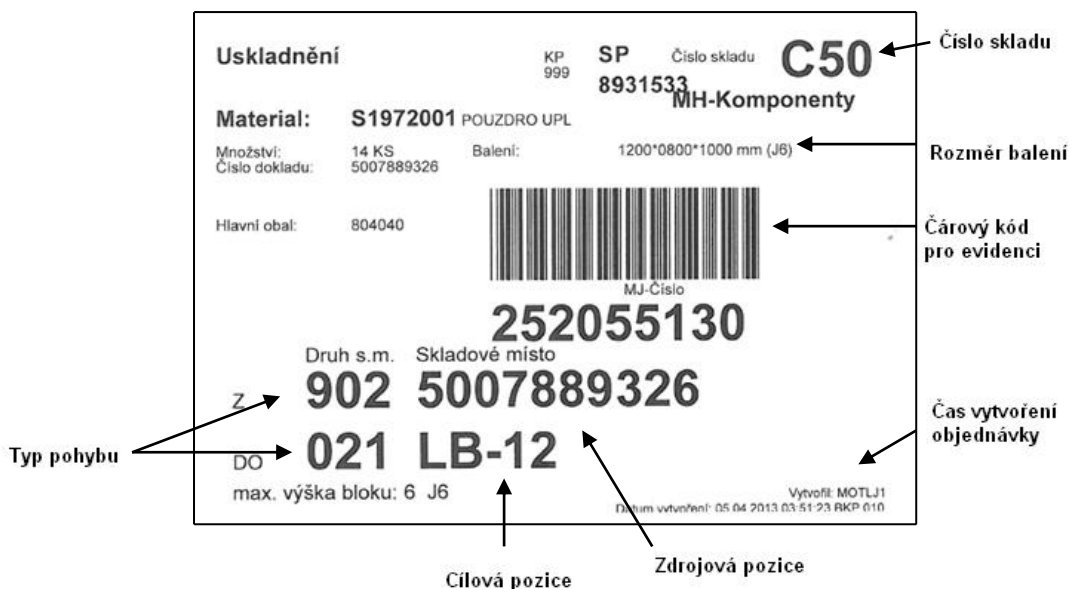 Uskladnění
KP
999
SP
8931533
Číslo skladu
C50
MH-Komponenty
Číslo skladu
Material: S1972001 POUZDRO UPL
Množství: 14 KS Balení: 1200*0800*1000 mm (J6)
Číslo dokladu: 5007889326
Rozměr balení
Hlavní obal: 804040
Čárový kód
pro evidenci
MJ-Číslo
252055130
Druh s.m. Skladové místo
Z 902 5007889326
DO 021 LB-12
max. výška bloku: 6 J6
Typ pohybu
Čas vytvoření
objednávky
Vytvořil: MOTLJ1
Datum vytvoření: 05.04.2013 03:51:23 BKP 010
Cílová pozice
Zdrojová pozice